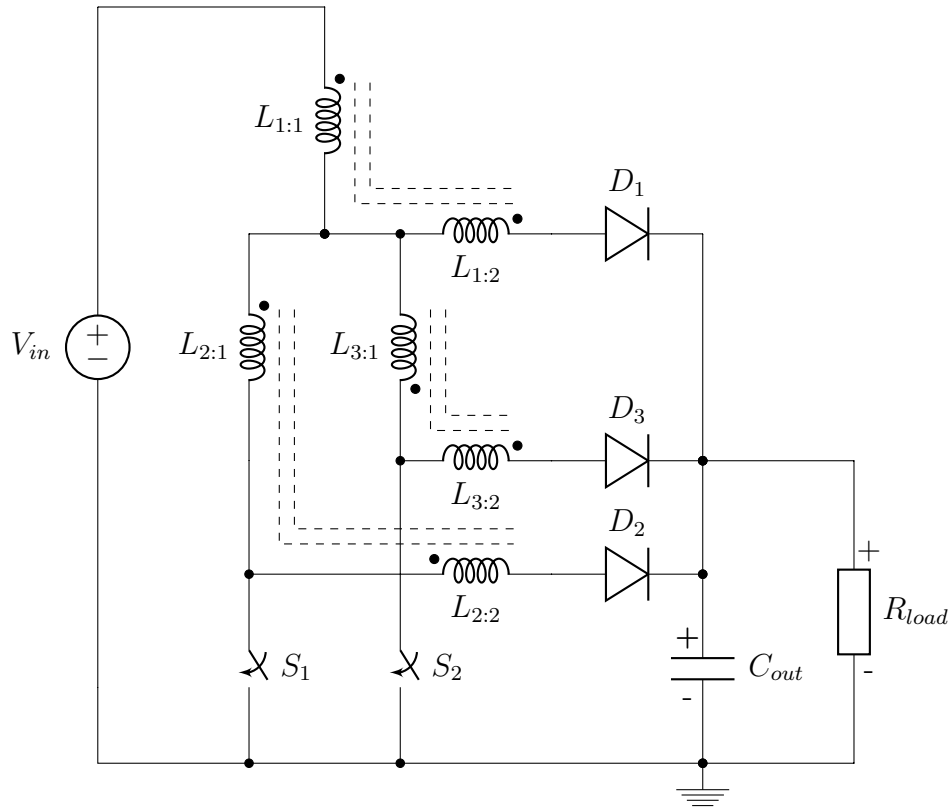 L1:1
D1
L1:2
Vin
+
−
L2:1
L3:1
D3
L3:2
D2
+
L2:2
Rload
S1
S2
+
Cout
-
-